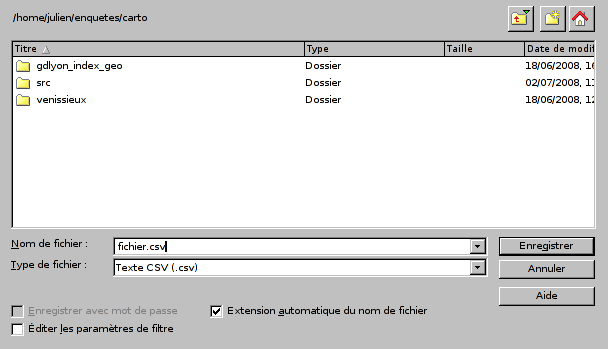 /home/julien/enquetes/carto
Titre Type Taille Date de modif
gdlyon_index_geo Dossier 18/06/2008, 16
src Dossier 02/07/2008, 11
venissieux Dossier 18/06/2008, 12
Nom de fichier : fichier.csv Enregistrer
Type de fichier : Texte CSV (.csv) Annuler
Aide
Enregistrer avec mot de passe Extension automatique du nom de fichier
Éditer les paramètres de filtre